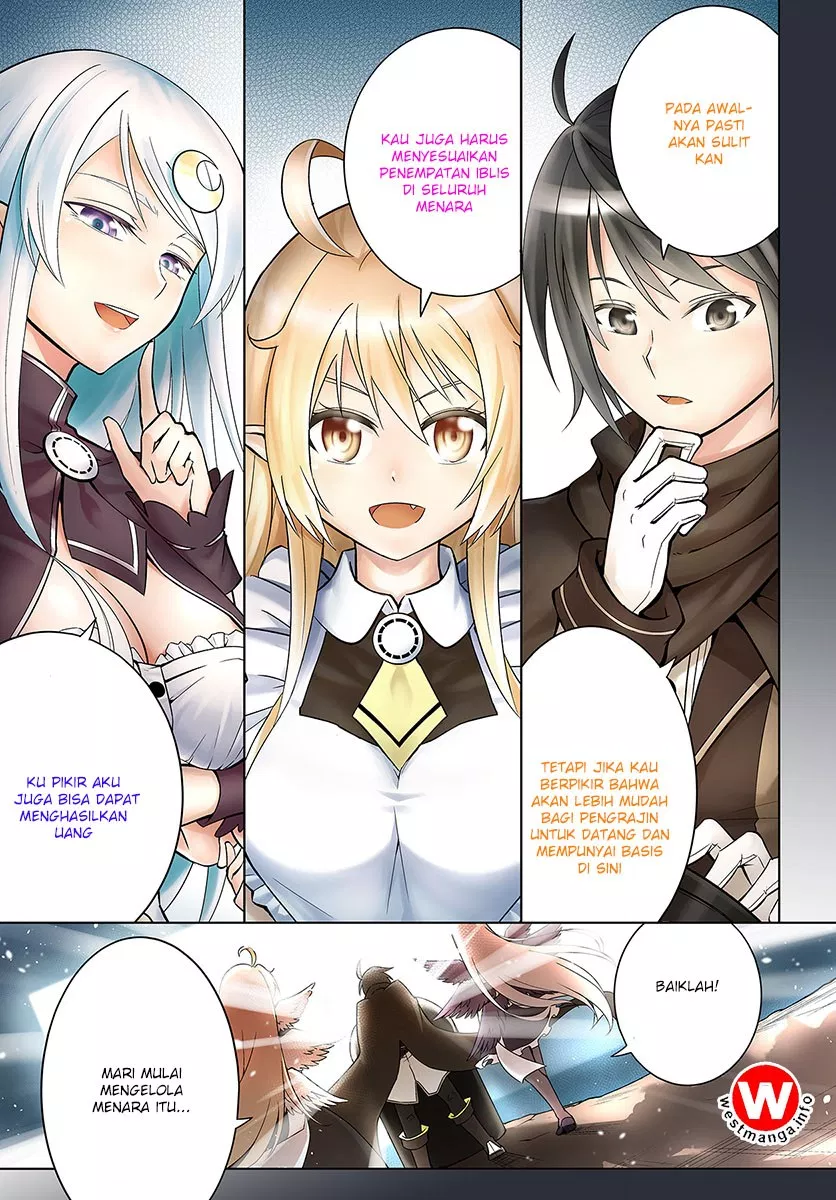 PADA AWAL-
NYA PASTI
AKAN SULIT
KAN
TETAPI JIKA KAU
BERPIKIR BAHWA
AKAN LEBIH MUDAH
BAGI PENGRAJIN
UNTUK DATANG DAN
MEMPUNYAI BASIS
DI SINI
KAU JUGA HARUS
MENYESUAIKAN
PENEMPATAN IBLIS
DI SELURUH
MENARA
KU PIKIR AKU
JUGA BISA DAPAT
MENGHASILKAN
UANG
BAIKLAH!
MARI MULAI
MENGELOLA
MENARA ITU...
W
westmanga.info